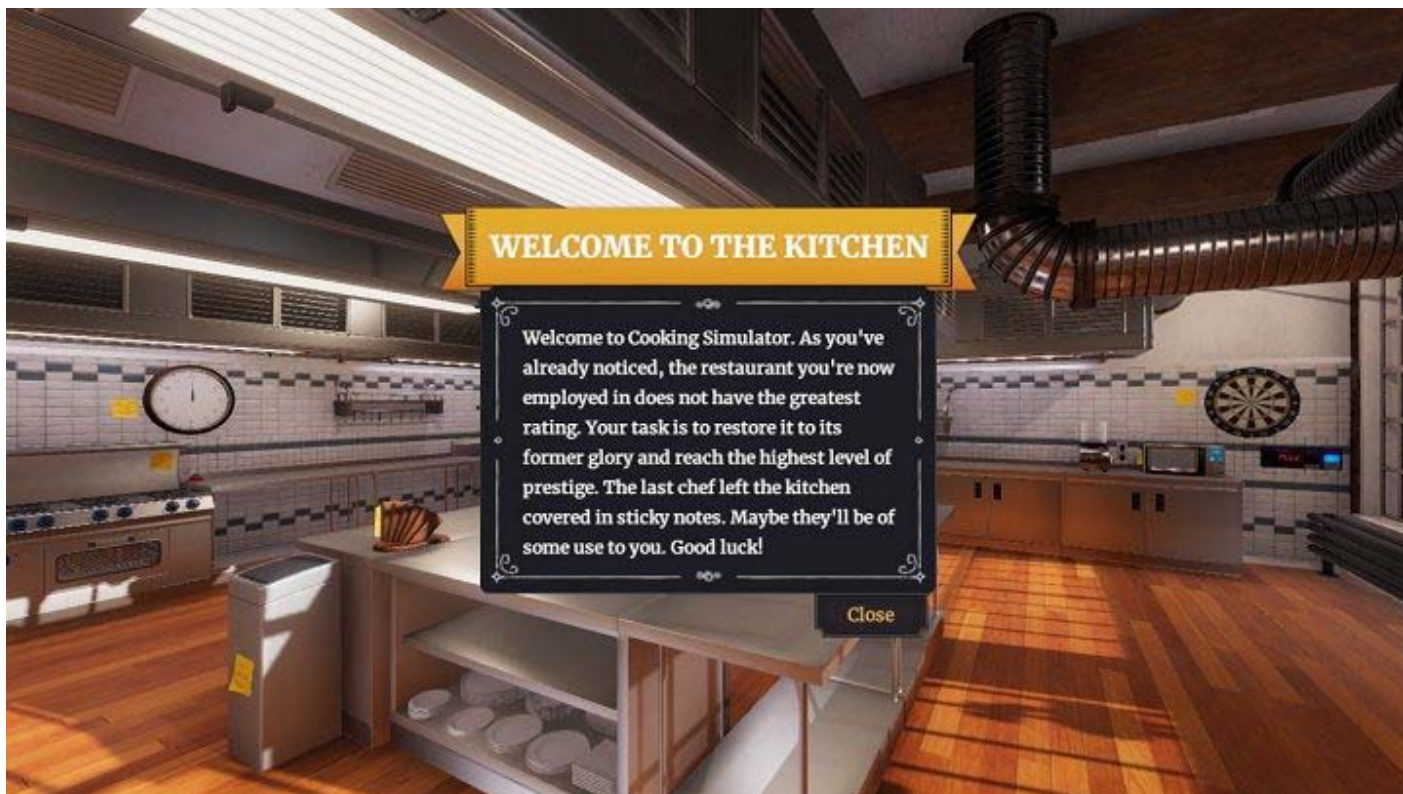 WELCOME TO THE KITCHEN
Welcome to Cooking Simulator. As you've
already noticed, the restaurant you're now
employed in does not have the greatest
rating. Your task is to restore it to its
former glory and reach the highest level of
prestige. The last chef left the kitchen
covered in sticky notes. Maybe they'll be of
some use to you. Good luck!
Close